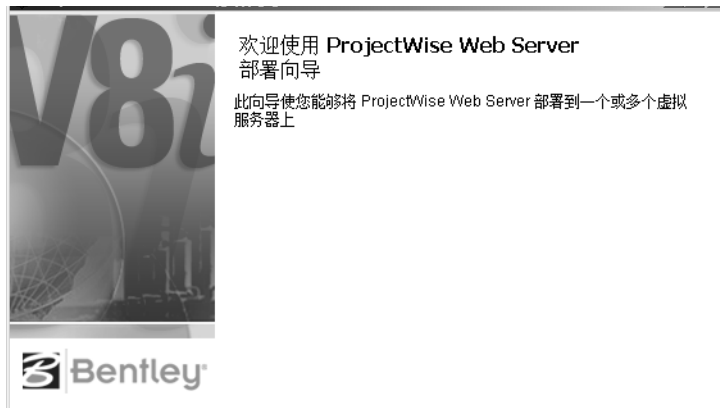 V8i
欢迎使用 ProjectWise Web Server
部署向导
此向导使您能够将 ProjectWise Web Server 部署到一个或多个虚拟
服务器上
Bentley